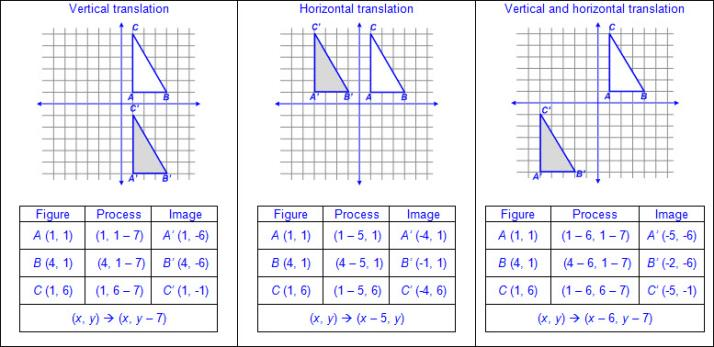 Vertical translation
C
A B
C'
A' B'
Figure Process Image
A (1, 1) (1, 1 – 7) A' (1, -6)
B (4, 1) (4, 1 – 7) B' (4, -6)
C (1, 6) (1, 6 – 7) C' (1, -1)
(x, y) → (x, y – 7)
Horizontal translation
C' C
A' B' A B
Figure Process Image
A (1, 1) (1 – 5, 1) A' (-4, 1)
B (4, 1) (4 – 5, 1) B' (-1, 1)
C (1, 6) (1 – 5, 6) C' (-4, 6)
(x, y) → (x – 5, y)
Vertical and horizontal translation
C
A B
C'
A' B'
Figure Process Image
A (1, 1) (1 – 6, 1 – 7) A' (-5, -6)
B (4, 1) (4 – 6, 1 – 7) B' (-2, -6)
C (1, 6) (1 – 6, 6 – 7) C' (-5, -1)
(x, y) → (x – 6, y – 7)